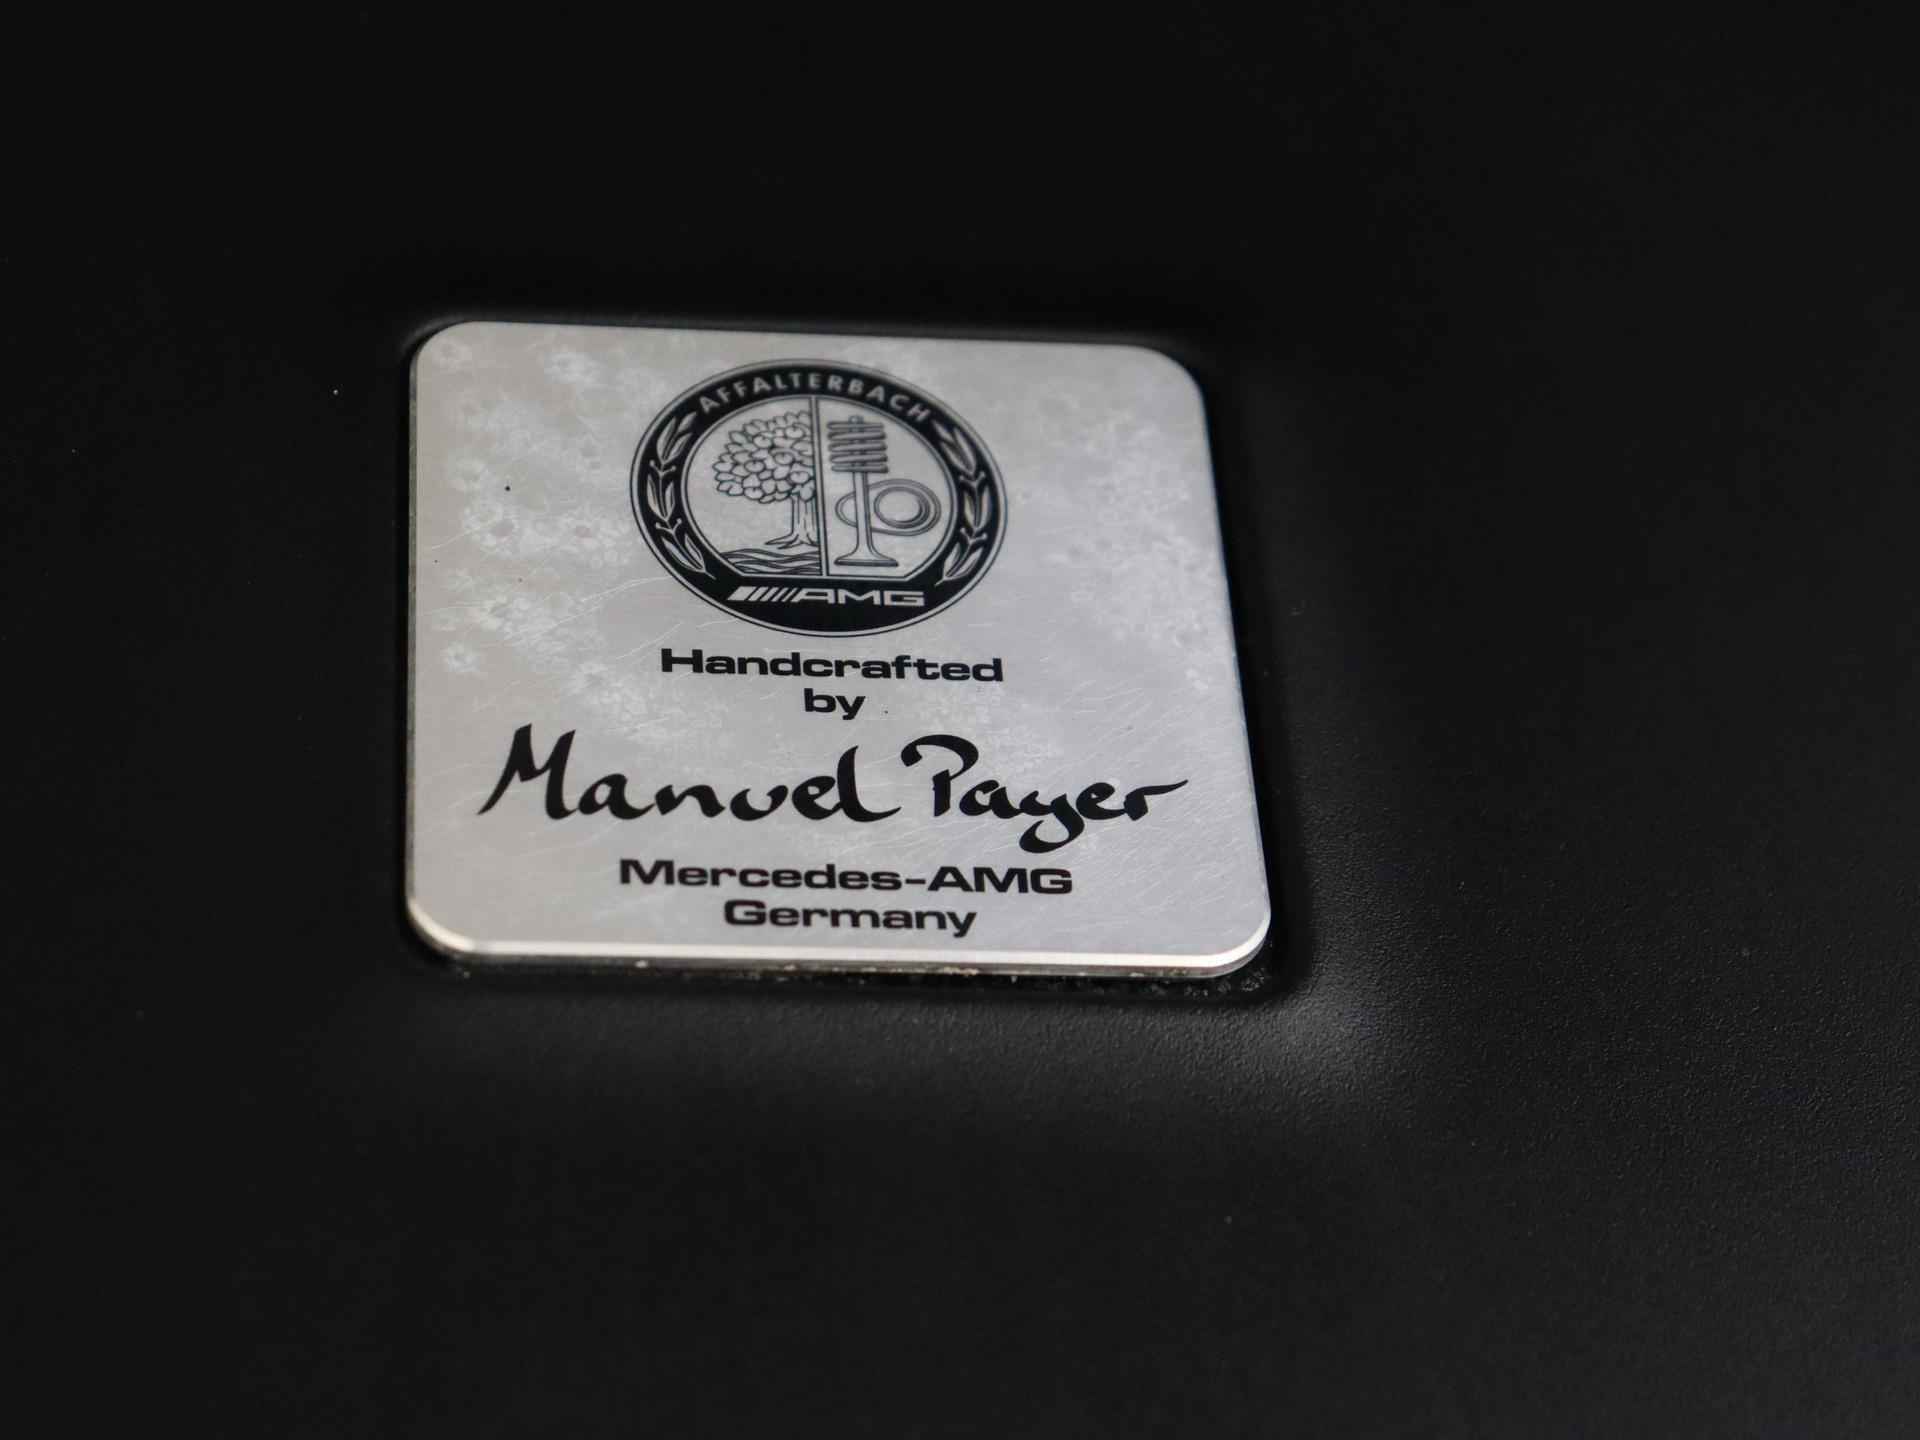 AFFALTERBACH
AMG
Handcrafted
by
Manuel Payer
Mercedes-AMG
Germany